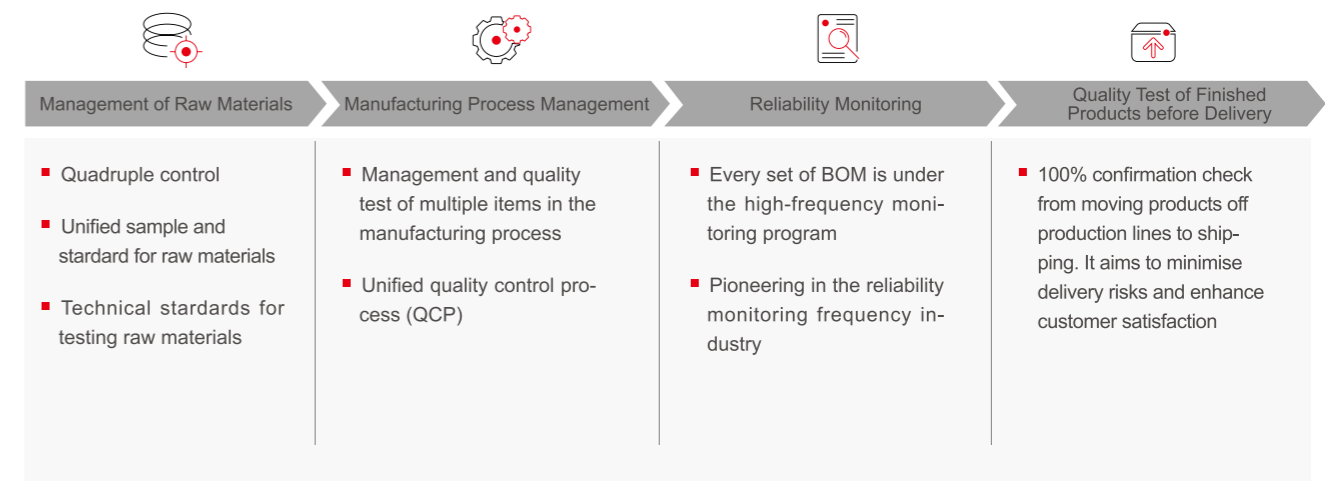 Management of Raw Materials
Manufacturing Process Management
Reliability Monitoring
Quality Test of Finished
Products before Delivery
Quadruple control
Unified sample and
standard for raw materials
Technical stardards for
testing raw materials
Management and quality
test of multiple items in the
manufacturing process
Unified quality control pro-
cess (QCP)
Every set of BOM is under
the high-frequency moni-
toring program
Pioneering in the reliability
monitoring frequency in-
dustry
100% confirmation check
from moving products off
production lines to ship-
ping. It aims to minimise
delivery risks and enhance
customer satisfaction